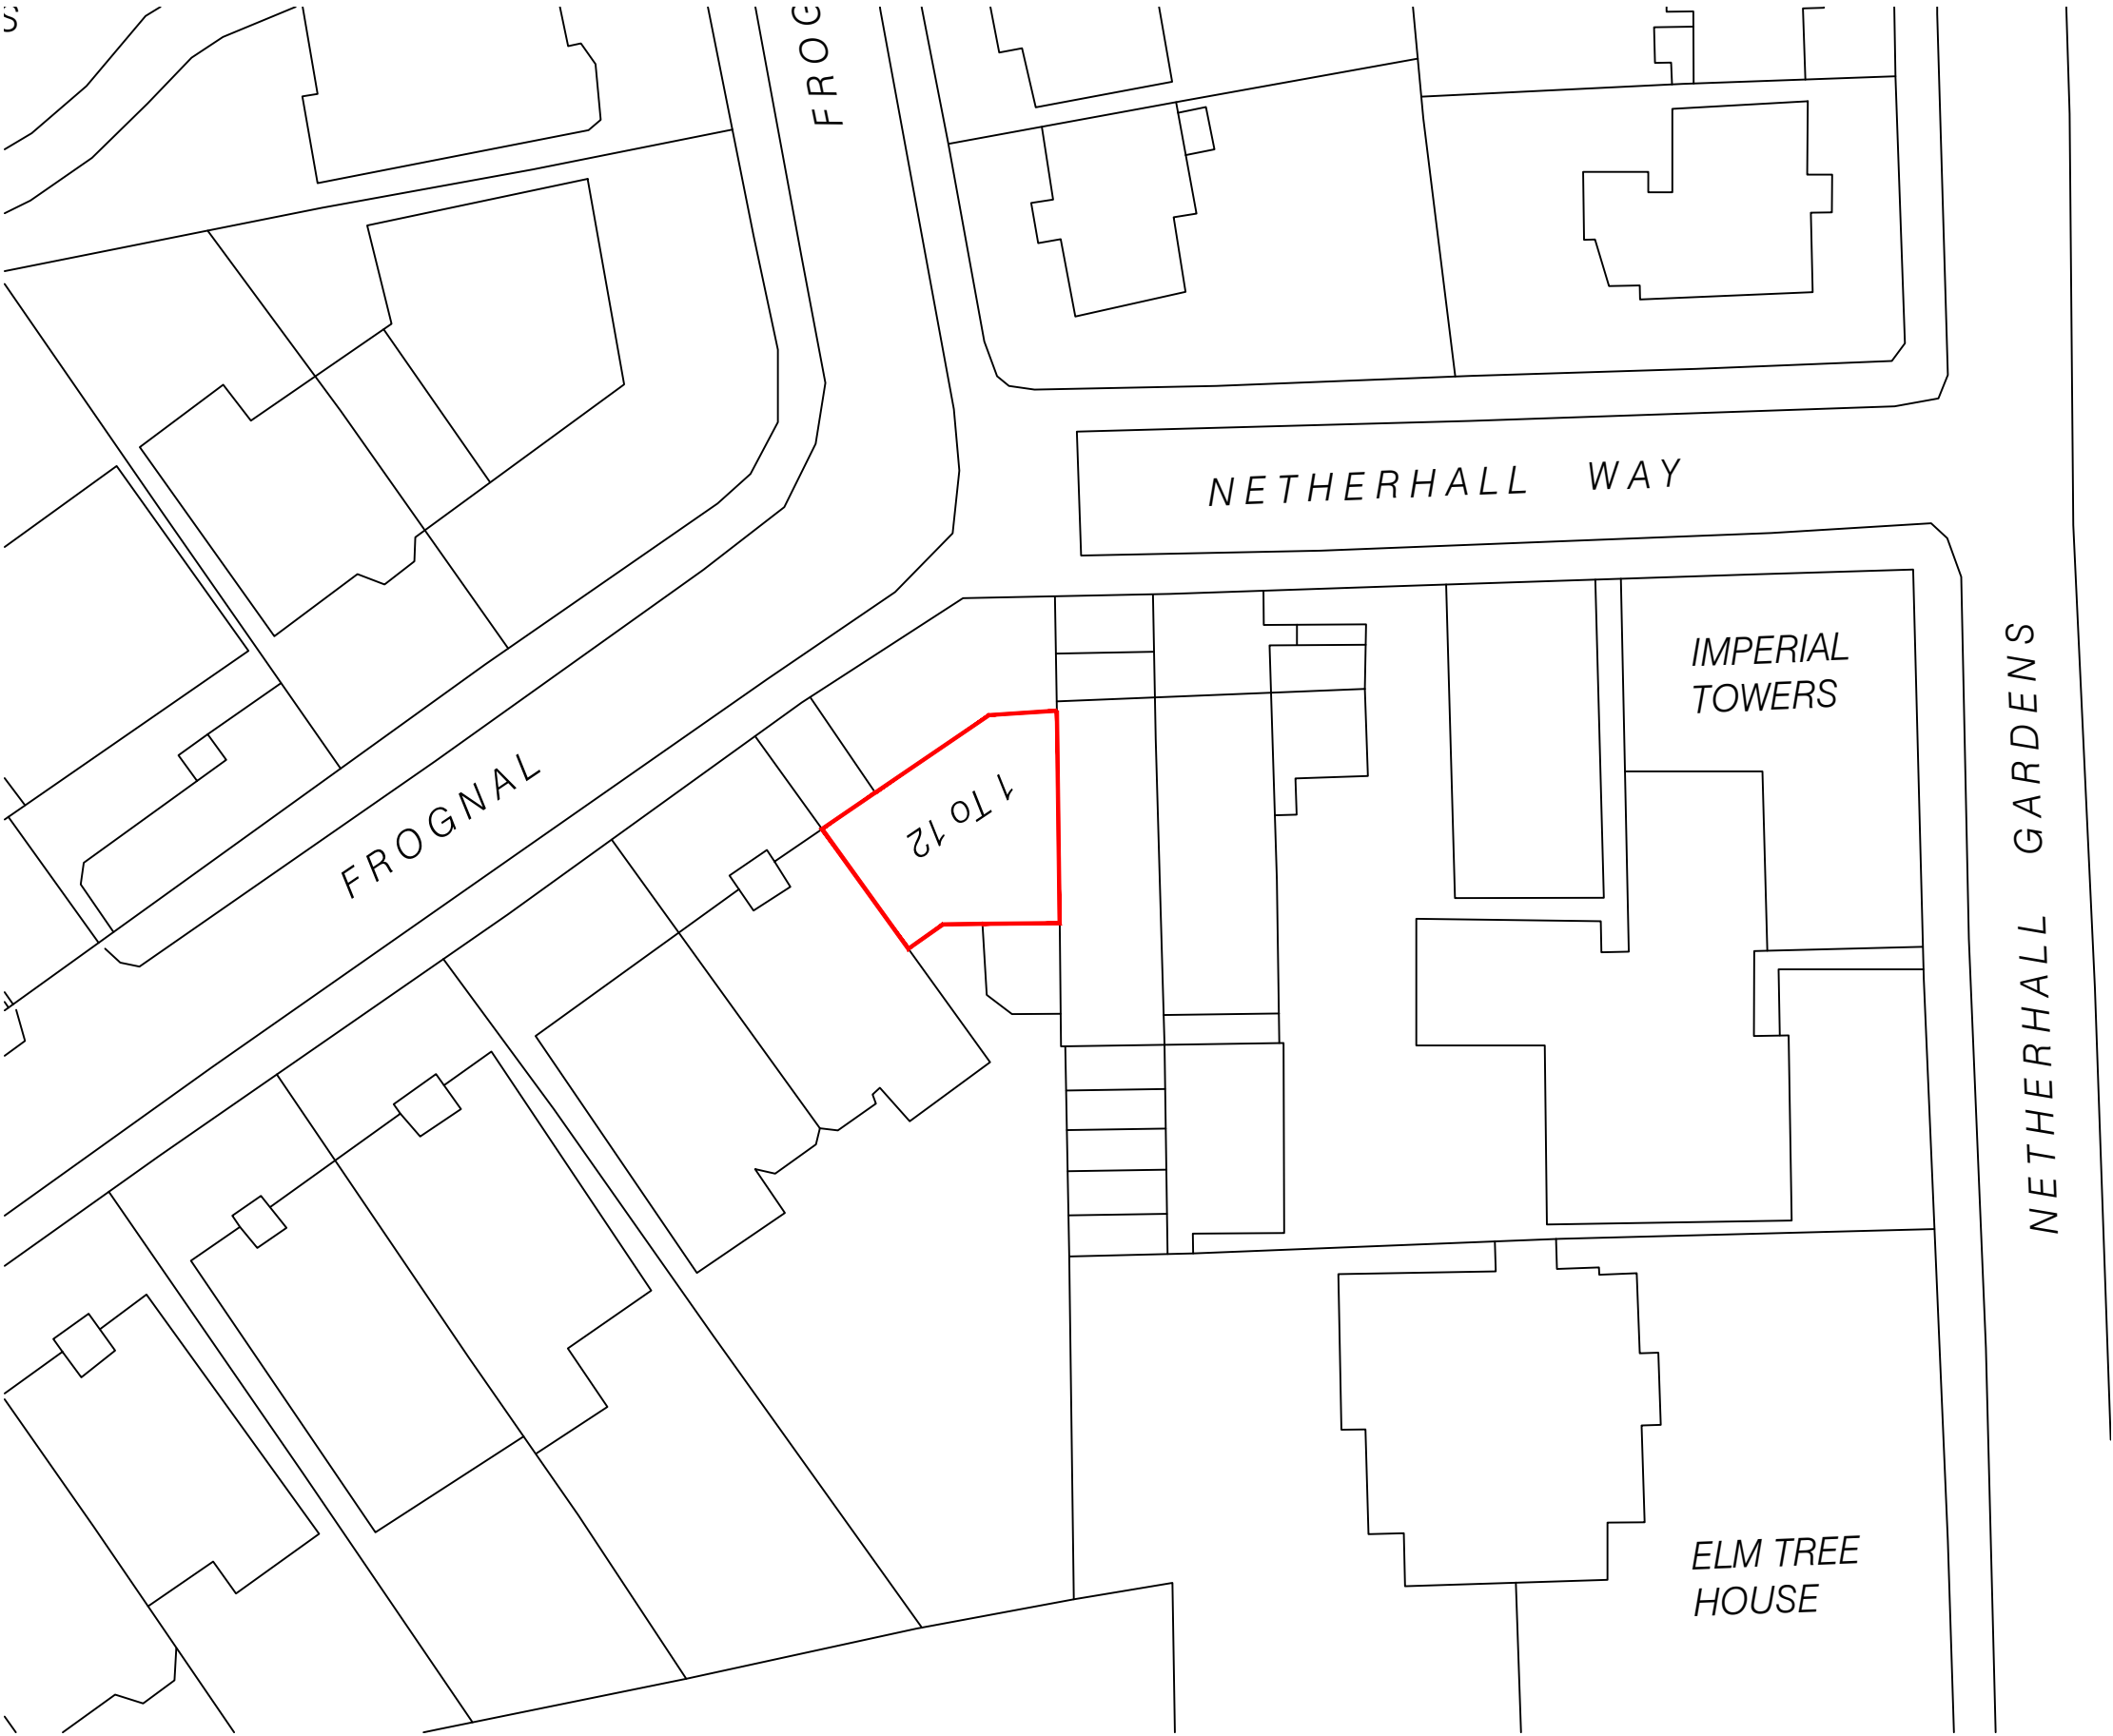 FROG
NETHERHALL WAY
IMPERIAL
TOWERS
1 To 12
FROGNAL
NETHERHALL GARDENS
ELM TREE
HOUSE